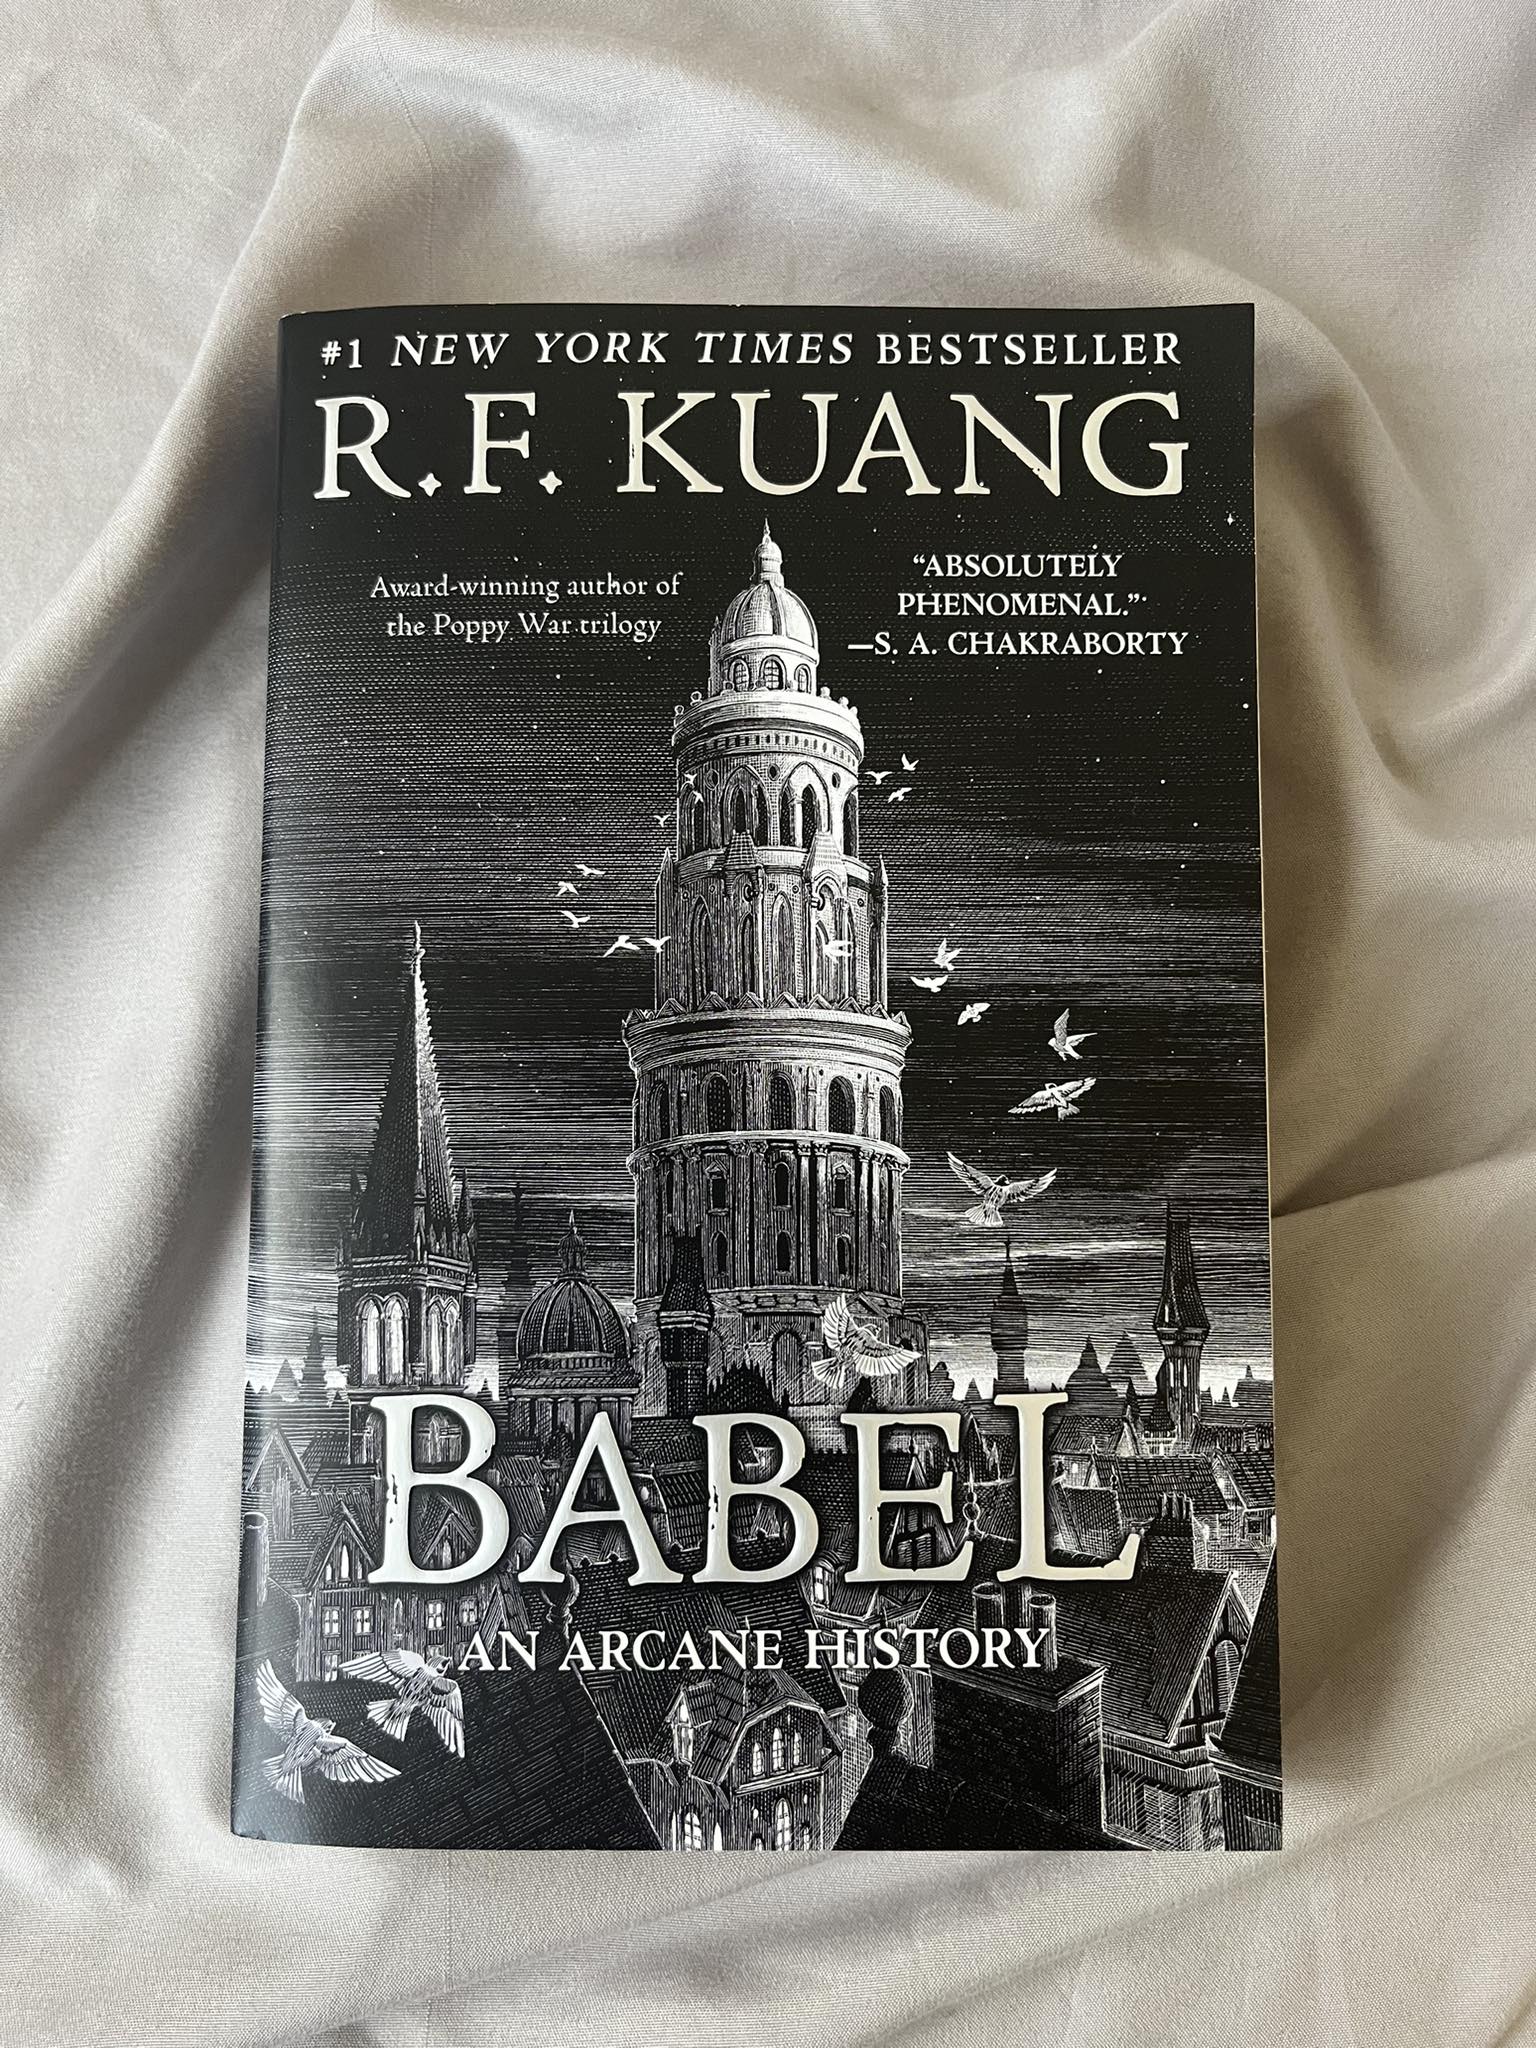 #1 NEW YORK TIMES BESTSELLER
R.F. KUANG
Award-winning author of
the Poppy War trilogy
“ABSOLUTELY
PHENOMENAL.”
—S. A. CHAKRABORTY
BABEL
AN ARCANE HISTORY